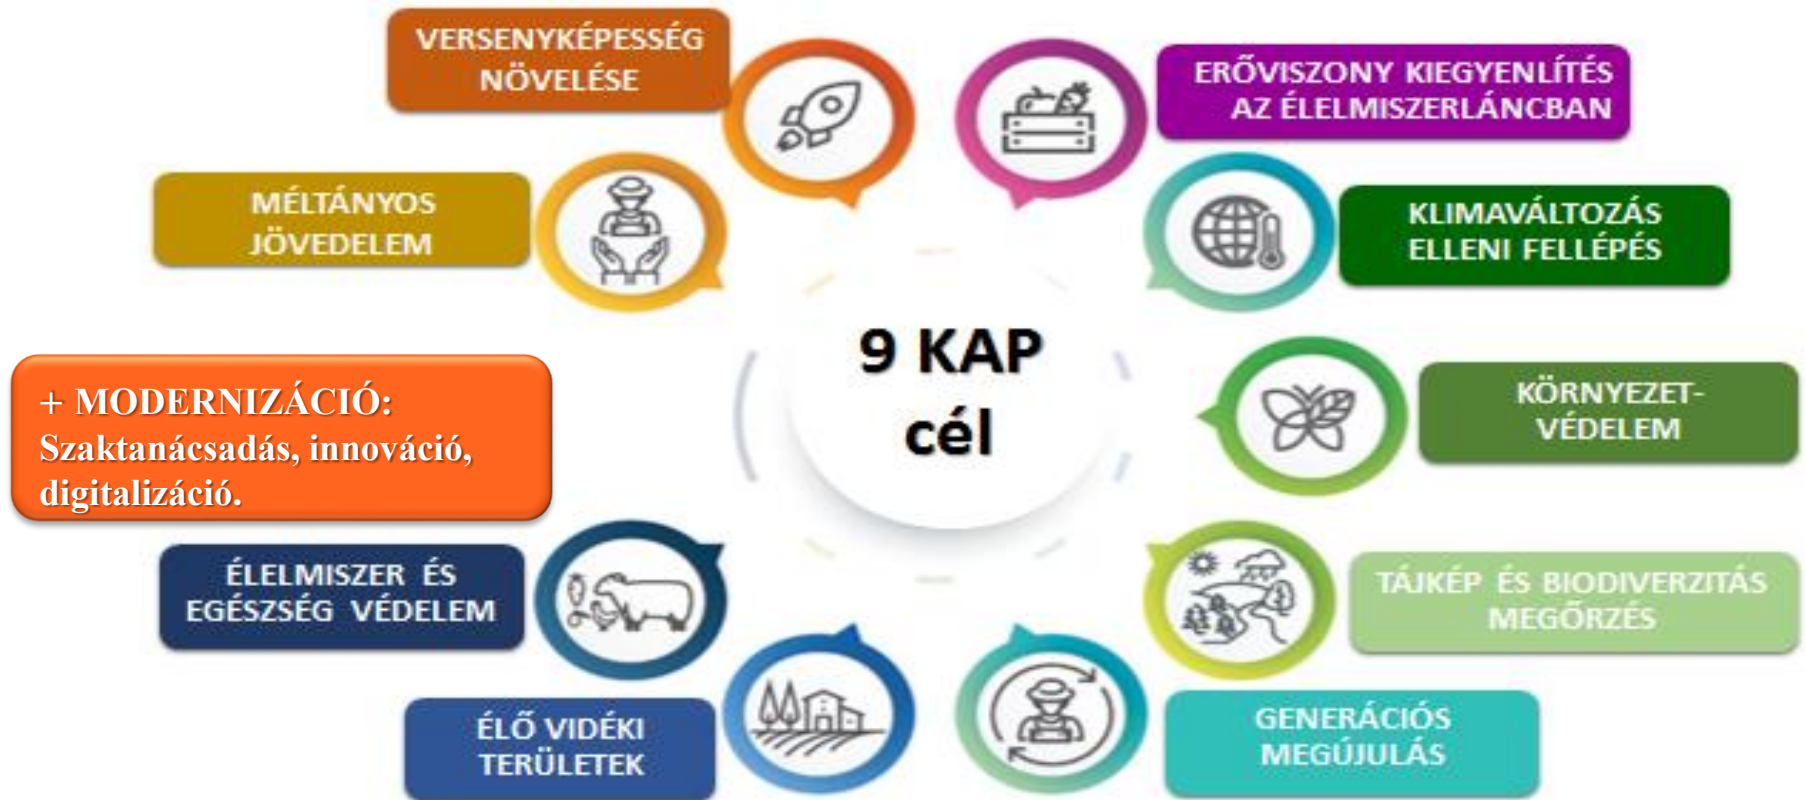 VERSENYKÉPESSÉG
NÖVELÉSE
ERŐVISZONY KIEGYENLÍTÉS
AZ ÉLELMISZERLÁNCBAN
MÉLTÁNYOS
JÖVEDELEM
KLIMAVÁLTOZÁS
ELLENI FELLÉPÉS
9 KAP
cél
+ MODERNIZÁCIÓ:
Szaktanácsadás, innováció,
digitalizáció.
KÖRNYEZET-
VÉDELEM
ÉLELMISZER ÉS
EGÉSZSÉG VÉDELEM
TÁJKÉP ÉS BIODIVERZITÁS
MEGŐRZÉS
ÉLŐ VIDÉKI
TERÜLETEK
GENERÁCIÓS
MEGÚJULÁS